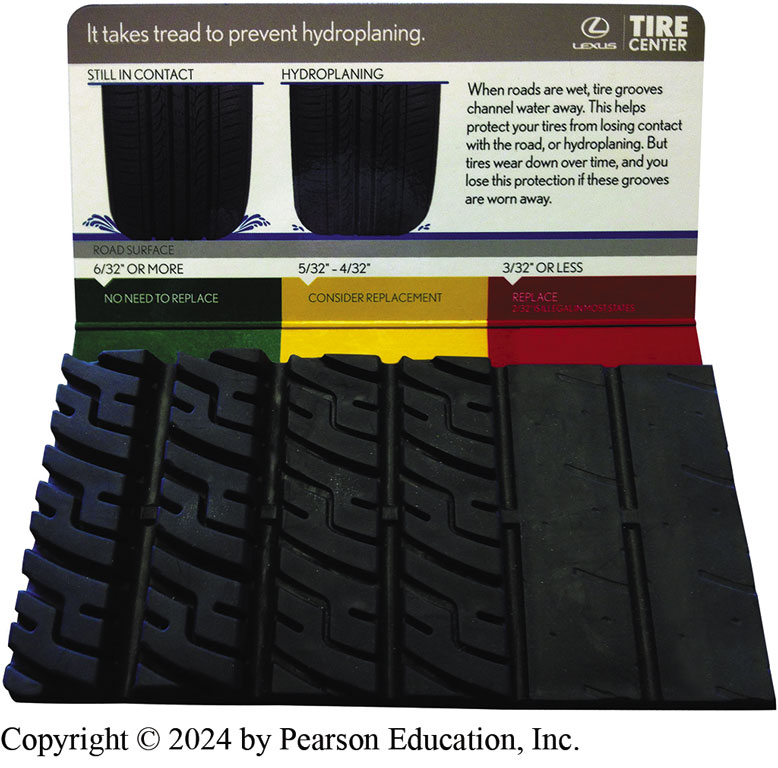 It takes tread to prevent hydroplaning.
LEXUS
TIRE
CENTER
STILL IN CONTACT
HYDROPLANING
When roads are wet, tire grooves
channel water away. This helps
protect your tires from losing contact
with the road, or hydroplaning. But
tires wear down over time, and you
lose this protection if these grooves
are worn away.
ROAD SURFACE
6/32" OR MORE
5/32" - 4/32"
3/32" OR LESS
NO NEED TO REPLACE
CONSIDER REPLACEMENT
REPLACE
2/32" IS ILLEGAL IN MOST STATES
Copyright © 2024 by Pearson Education, Inc.